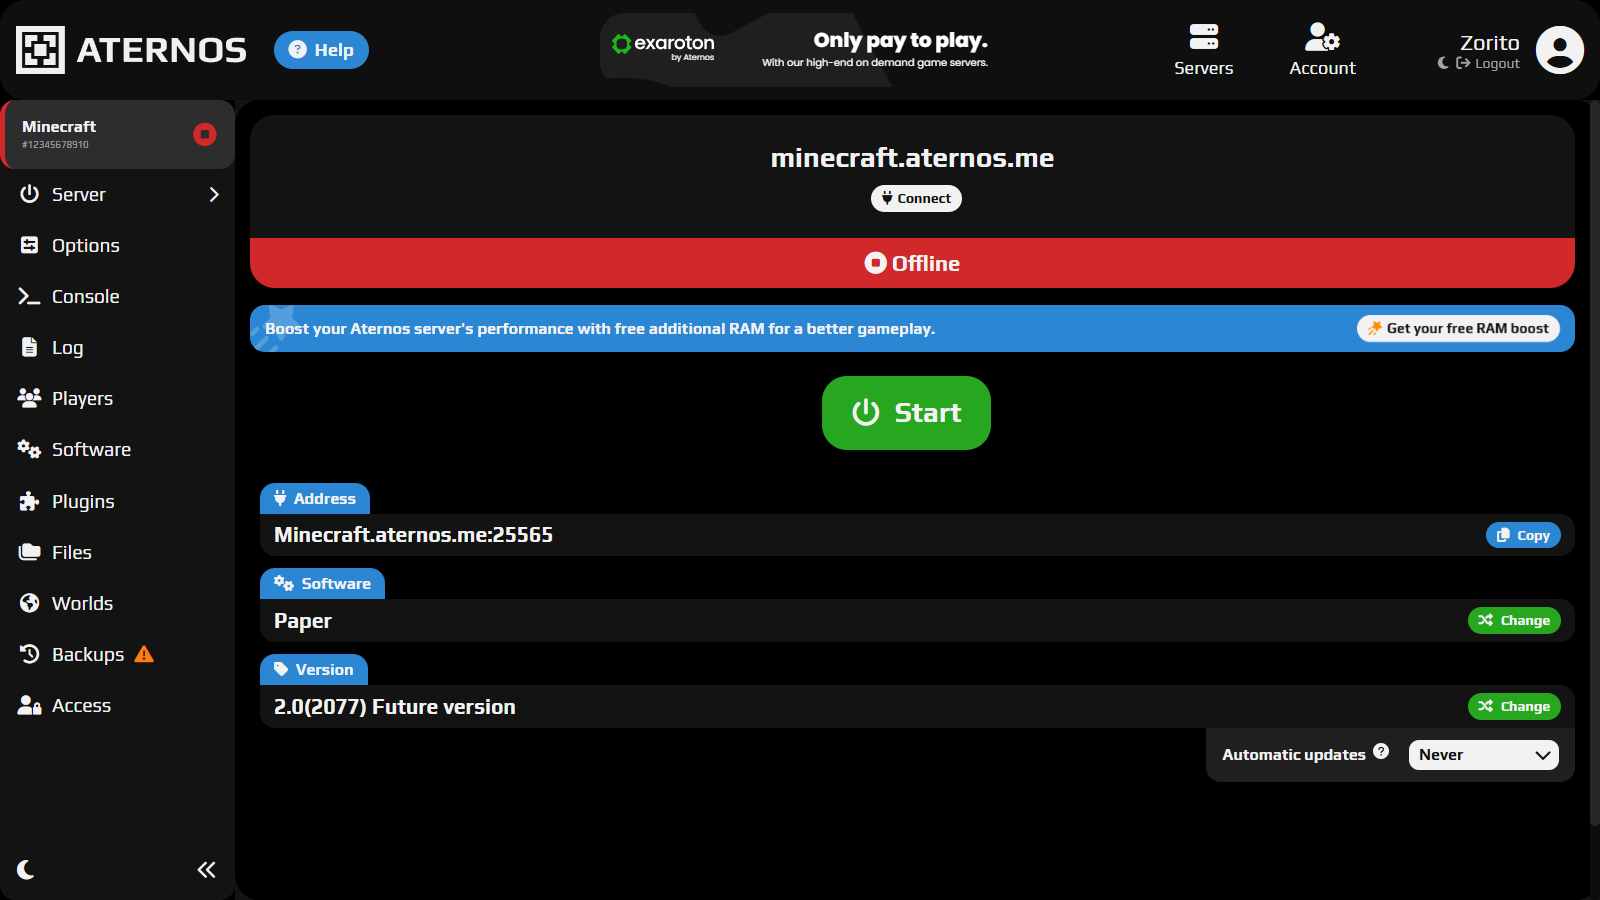 ATERNOS
Help
exaroton
by Aternos
Only pay to play.
With our high-end on demand game servers.
Servers
Account
Zorito
Logout
Minecraft
#12345678910
Server
Options
Console
Log
Players
Software
Plugins
Files
Worlds
Backups
Access
minecraft.aternos.me
Connect
Offline
Boost your Aternos server's performance with free additional RAM for a better gameplay.
Get your free RAM boost
Start
Address
Minecraft.aternos.me:25565
Copy
Software
Paper
Change
Version
2.0(2077) Future version
Change
Automatic updates ?
Never